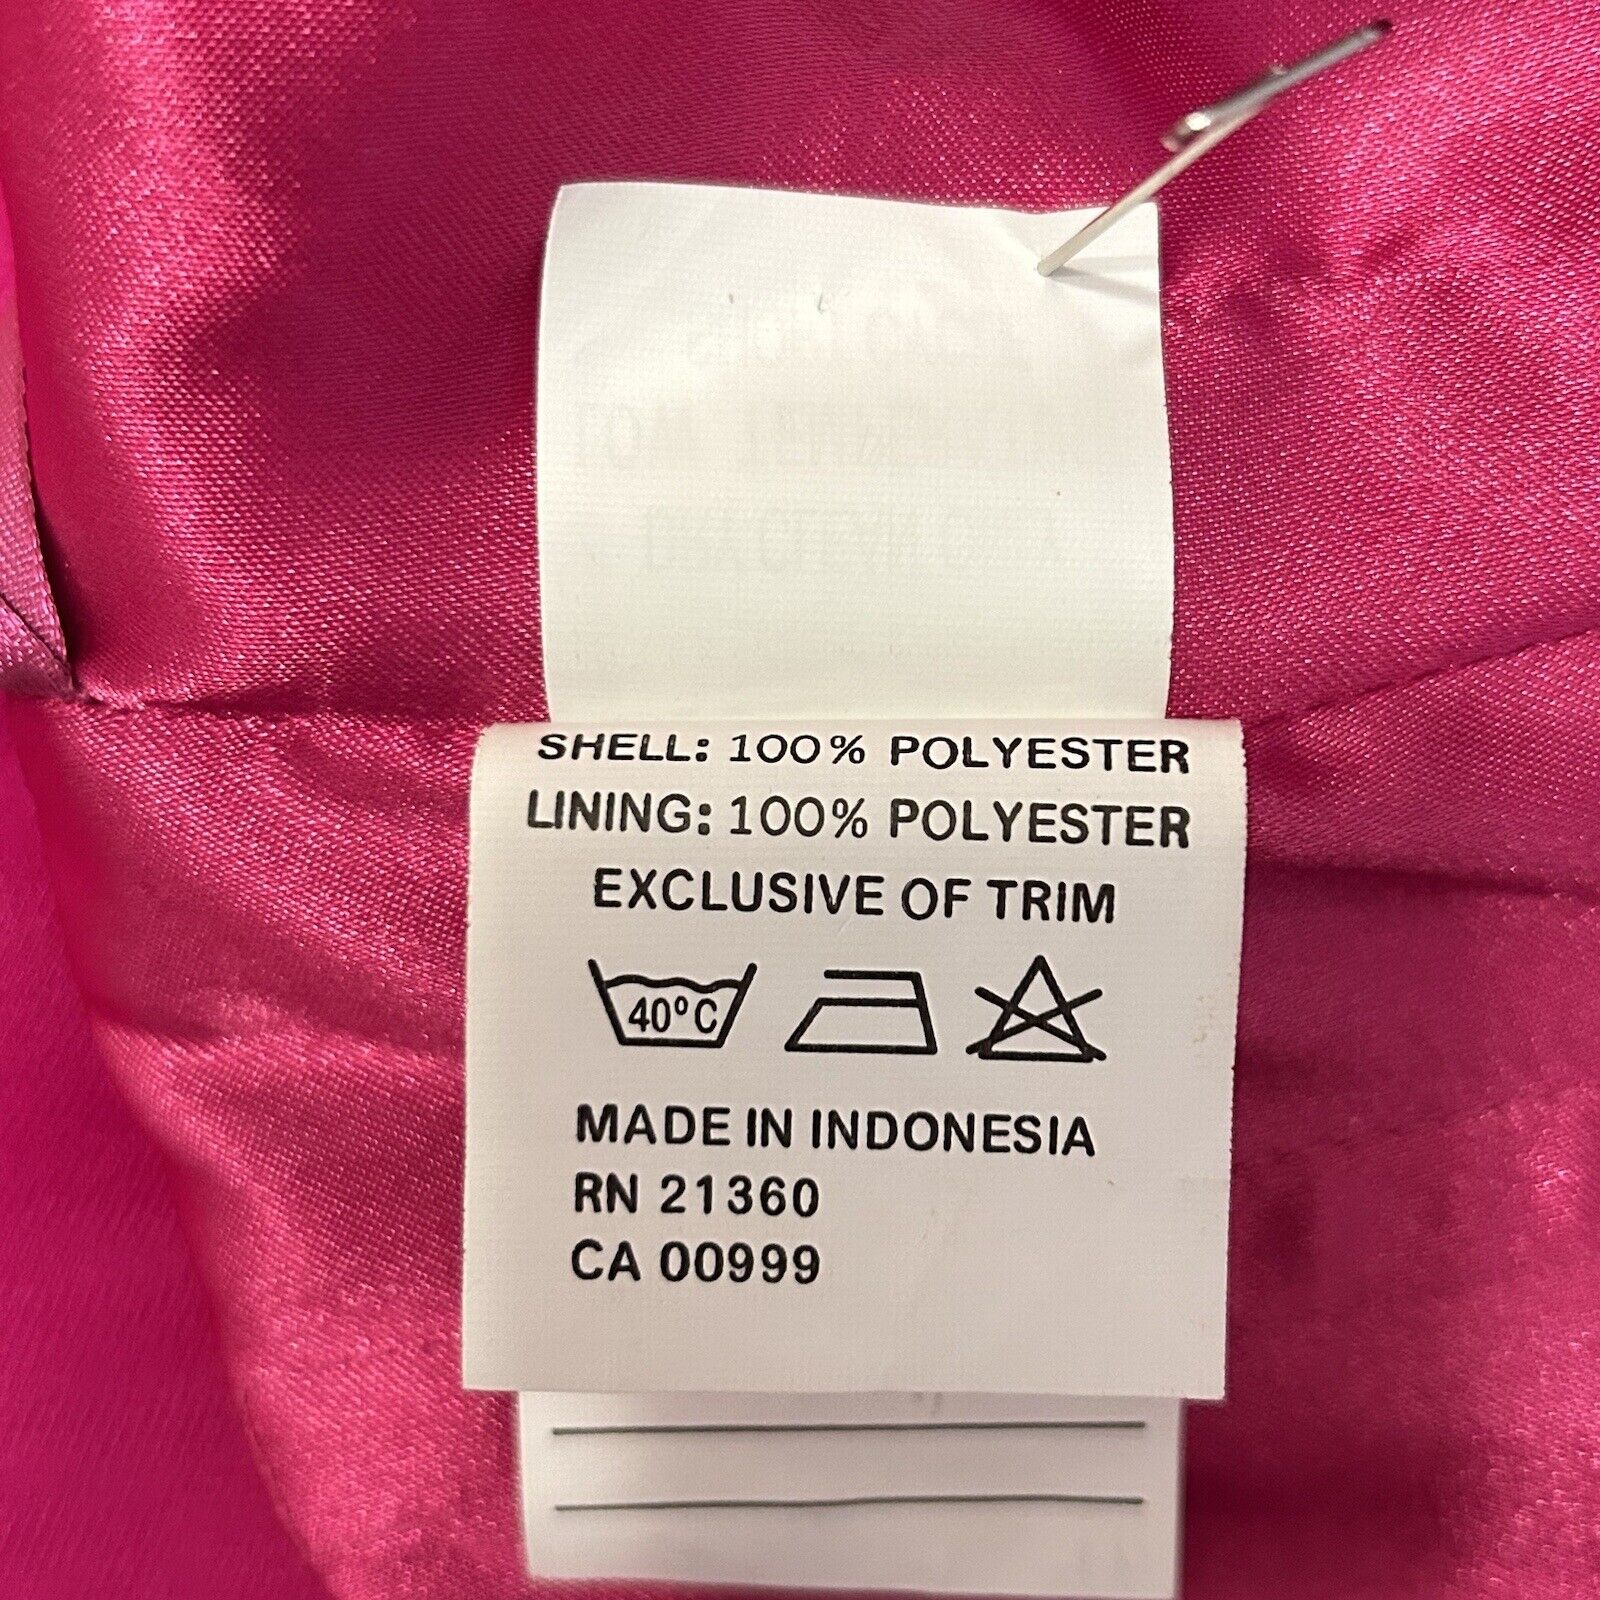 SHELL: 100% POLYESTER
LINING: 100% POLYESTER
EXCLUSIVE OF TRIM
40°C
MADE IN INDONESIA
RN 21360
CA 00999